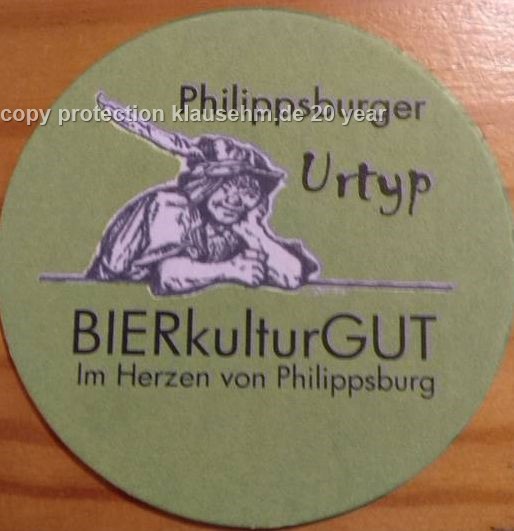 Philippsburger
copy protection klausehm.de 20 year
Urtyp
BIERkulturGUT
Im Herzen von Philippsburg